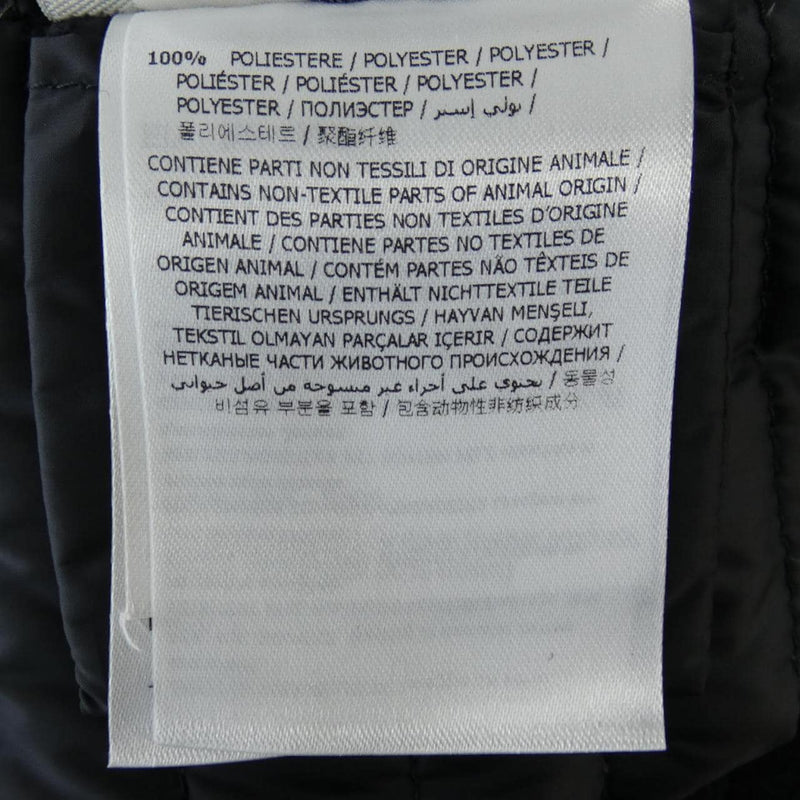 100% POLIESTERE / POLYESTER / POLYESTER /
POLIÉSTER / POLIÉSTER / POLYESTER /
POLYESTER / ПОЛИЭСТЕР / بولي إستر /
폴리에스테르 / 聚酯纤维
CONTIENE PARTI NON TESSILI DI ORIGINE ANIMALE /
CONTAINS NON-TEXTILE PARTS OF ANIMAL ORIGIN /
CONTIENT DES PARTIES NON TEXTILES D'ORIGINE
ANIMALE / CONTIENE PARTES NO TEXTILES DE
ORIGEN ANIMAL / CONTÉM PARTES NÃO TÊXTEIS DE
ORIGEM ANIMAL / ENTHÄLT NICHTTEXTILE TEILE
TIERISCHEN URSPRUNGS / HAYVAN MENŞELI,
TEKSTIL OLMAYAN PARÇALAR IÇERIR / СОДЕРЖИТ
НЕТКАНЫЕ ЧАСТИ ЖИВОТНОГО ПРОИСХОЖДЕНИЯ /
يحتوي على أجزاء غير منسوجه من أصل حيواني / 동물성
비섬유 부분을 포함 / 包含动物性非纺织成分